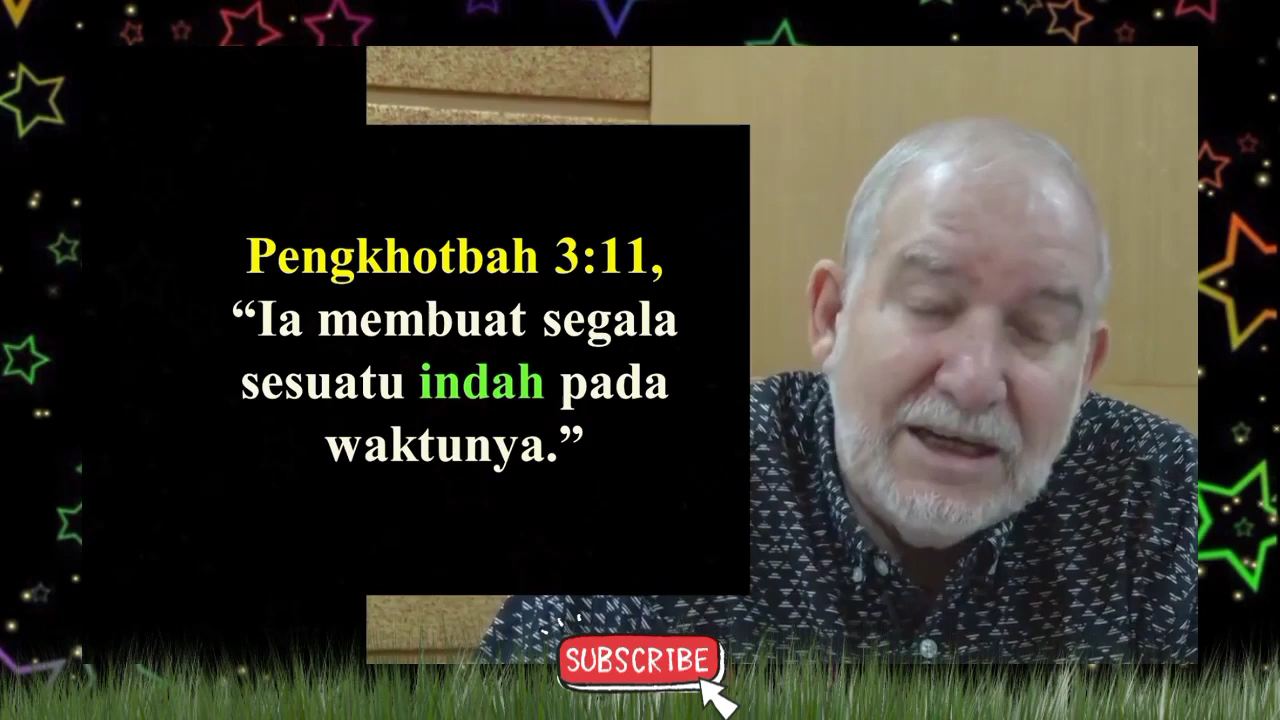 Pengkhotbah 3:11,
“Ia membuat segala
sesuatu indah pada
waktunya.”
SUBSCRIBE